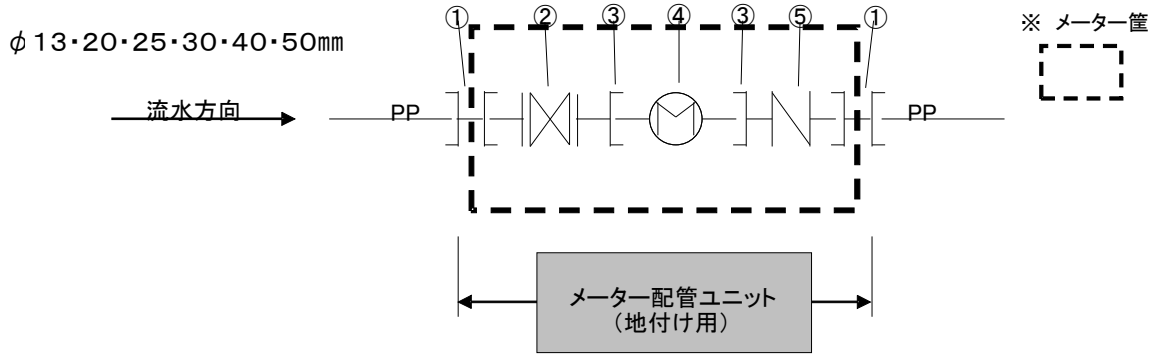 ① ② ③ ④ ③ ⑤ ①
※ メーター筐
φ13・20・25・30・40・50mm
流水方向
PP
M
PP
メーター配管ユニット
（地付け用）